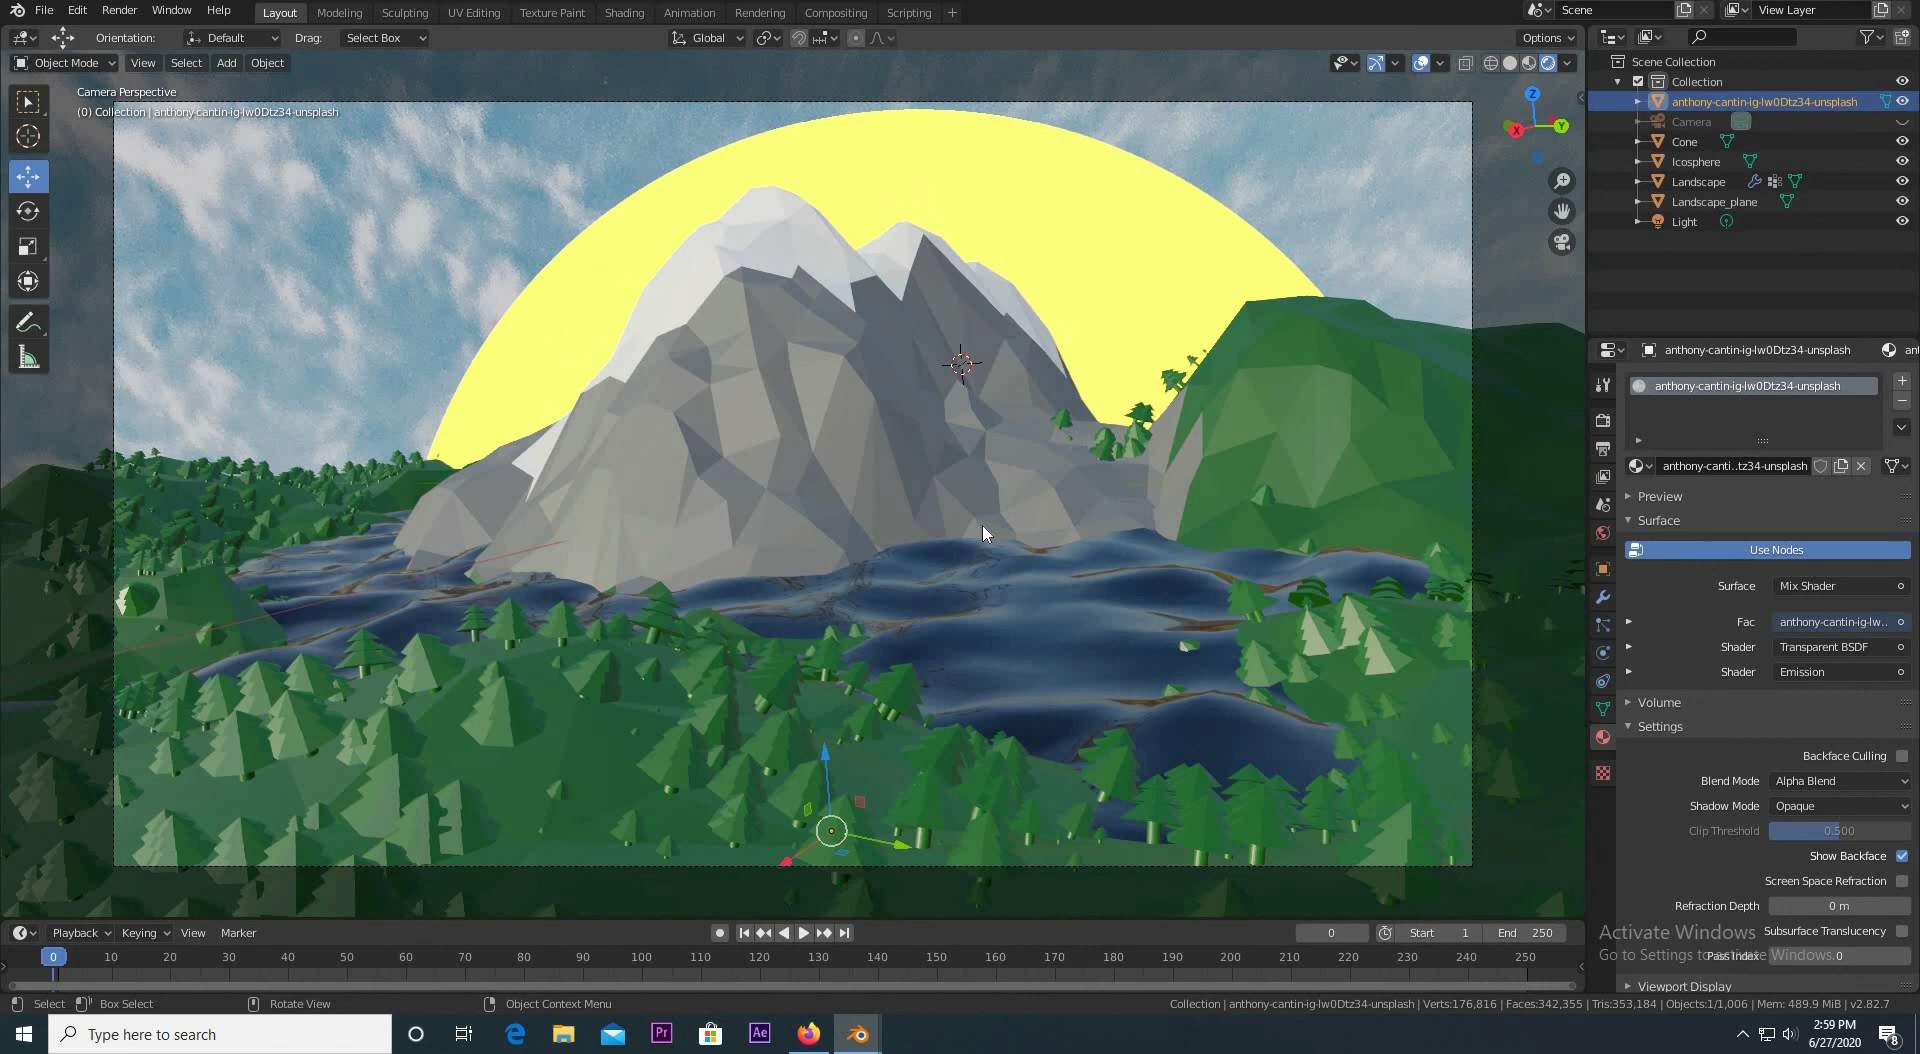 File Edit Render Window Help Layout Modeling Sculpting UV Editing Texture Paint Shading Animation Rendering Compositing Scripting + Scene View Layer
Orientation: Default Drag: Select Box Global Options
Object Mode View Select Add Object
Camera Perspective
(0) Collection | anthony-cantin-ig-lw0Dtz34-unsplash
Z
X
Y
Scene Collection
Collection
anthony-cantin-ig-lw0Dtz34-unsplash
Camera
Cone
Icosphere
Landscape
Landscape_plane
Light
anthony-cantin-ig-lw0Dtz34-unsplash
anthony-cantin-ig-lw0Dtz34-unsplash
anthony-canti..tz34-unsplash
Preview
Surface
Use Nodes
Surface Mix Shader
Fac anthony-cantin-ig-lw..
Shader Transparent BSDF
Shader Emission
Volume
Settings
Backface Culling
Blend Mode Alpha Blend
Shadow Mode Opaque
Clip Threshold 0.500
Show Backface
Screen Space Refraction
Refraction Depth 0 m
Subsurface Translucency
Pass Index 0
Viewport Display
Activate Windows
Go to Settings to activate Windows.
Playback Keying View Marker 0 Start 1 End 250
0 10 20 30 40 50 60 70 80 90 100 110 120 130 140 150 160 170 180 190 200 210 220 230 240 250
Select Box Select Rotate View Object Context Menu
Collection | anthony-cantin-ig-lw0Dtz34-unsplash | Verts:176,816 | Faces:342,355 | Tris:353,184 | Objects:1/1,006 | Mem: 489.9 MiB | v2.82.7
Type here to search
Pr
Ae
2:59 PM
6/27/2020
8